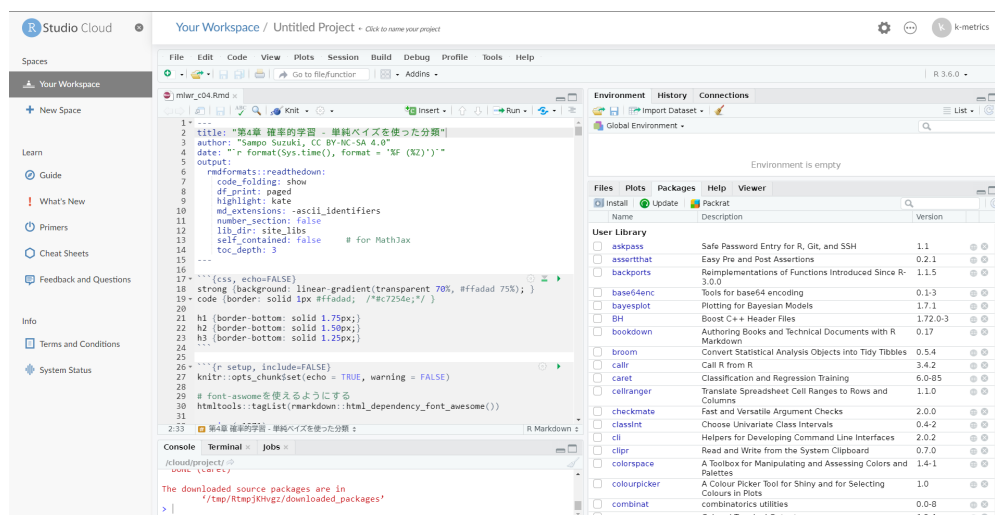 R Studio Cloud
Your Workspace / Untitled Project • Click to name your project
k k-metrics
Spaces
Your Workspace
New Space
Learn
Guide
What's New
Primers
Cheat Sheets
Feedback and Questions
Info
Terms and Conditions
System Status
File Edit Code View Plots Session Build Debug Profile Tools Help
Go to file/function Addins R 3.6.0
mlwr_c04.Rmd
Knit Insert Run
1 ---
2 title: "第4章 確率的学習 - 単純ベイズを使った分類"
3 author: "Sampo Suzuki, CC BY-NC-SA 4.0"
4 date: "`r format(Sys.time(), format = '%F (%Z)')`"
5 output:
6 rmdformats::readthedown:
7 code_folding: show
8 df_print: paged
9 highlight: kate
10 md_extensions: -ascii_identifiers
11 number_section: false
12 lib_dir: site_libs
13 self_contained: false # for MathJax
14 toc_depth: 3
15 ---
16
17 ```{css, echo=FALSE}
18 strong {background: linear-gradient(transparent 70%, #ffadad 75%); }
19 code {border: solid 1px #ffadad; /*#c7254e;*/ }
20
21 h1 {border-bottom: solid 1.75px;}
22 h2 {border-bottom: solid 1.50px;}
23 h3 {border-bottom: solid 1.25px;}
24 ```
25
26 ```{r setup, include=FALSE}
27 knitr::opts_chunk$set(echo = TRUE, warning = FALSE)
28
29 # font-aswomeを使えるようにする
30 htmltools::tagList(rmarkdown::html_dependency_font_awesome())
31
2:33 第4章 確率的学習 - 単純ベイズを使った分類 R Markdown
Console Terminal Jobs
/cloud/project/
* DONE (caret)
The downloaded source packages are in
‘/tmp/RtmpjKHvgz/downloaded_packages’
>
Environment History Connections
Import Dataset List
Global Environment
Environment is empty
Files Plots Packages Help Viewer
Install Update Packrat
Name Description Version
User Library
askpass Safe Password Entry for R, Git, and SSH 1.1
assertthat Easy Pre and Post Assertions 0.2.1
backports Reimplementations of Functions Introduced Since R- 1.1.5
3.0.0
base64enc Tools for base64 encoding 0.1-3
bayesplot Plotting for Bayesian Models 1.7.1
BH Boost C++ Header Files 1.72.0-3
bookdown Authoring Books and Technical Documents with R 0.17
Markdown
broom Convert Statistical Analysis Objects into Tidy Tibbles 0.5.4
callr Call R from R 3.4.2
caret Classification and Regression Training 6.0-85
cellranger Translate Spreadsheet Cell Ranges to Rows and 1.1.0
Columns
checkmate Fast and Versatile Argument Checks 2.0.0
classInt Choose Univariate Class Intervals 0.4-2
cli Helpers for Developing Command Line Interfaces 2.0.2
clipr Read and Write from the System Clipboard 0.7.0
colorspace A Toolbox for Manipulating and Assessing Colors and 1.4-1
Palettes
colourpicker A Colour Picker Tool for Shiny and for Selecting 1.0
Colours in Plots
combinat combinatorics utilities 0.0-8